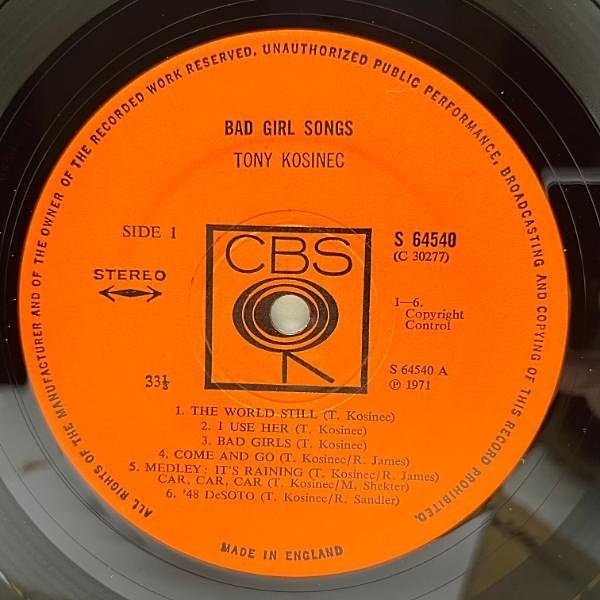 ALL RIGHTS OF THE MANUFACTURER AND OF THE OWNER OF THE RECORDED WORK RESERVED. UNAUTHORIZED PUBLIC PERFORMANCE, BROADCASTING AND COPYING OF THIS RECORD PROHIBITED.
BAD GIRL SONGS
TONY KOSINEC
SIDE 1
CBS
S 64540
(C 30277)
STEREO
1—6.
Copyright
Control
33⅓
S 64540 A
℗ 1971
1. THE WORLD STILL (T. Kosinec)
2. I USE HER (T. Kosinec)
3. BAD GIRLS (T. Kosinec)
4. COME AND GO (T. Kosinec/R. James)
5. MEDLEY: IT'S RAINING (T. Kosinec/R. James)
CAR, CAR, CAR (T. Kosinec/M. Shekter)
6. '48 DeSOTO (T. Kosinec/R. Sandler)
MADE IN ENGLAND